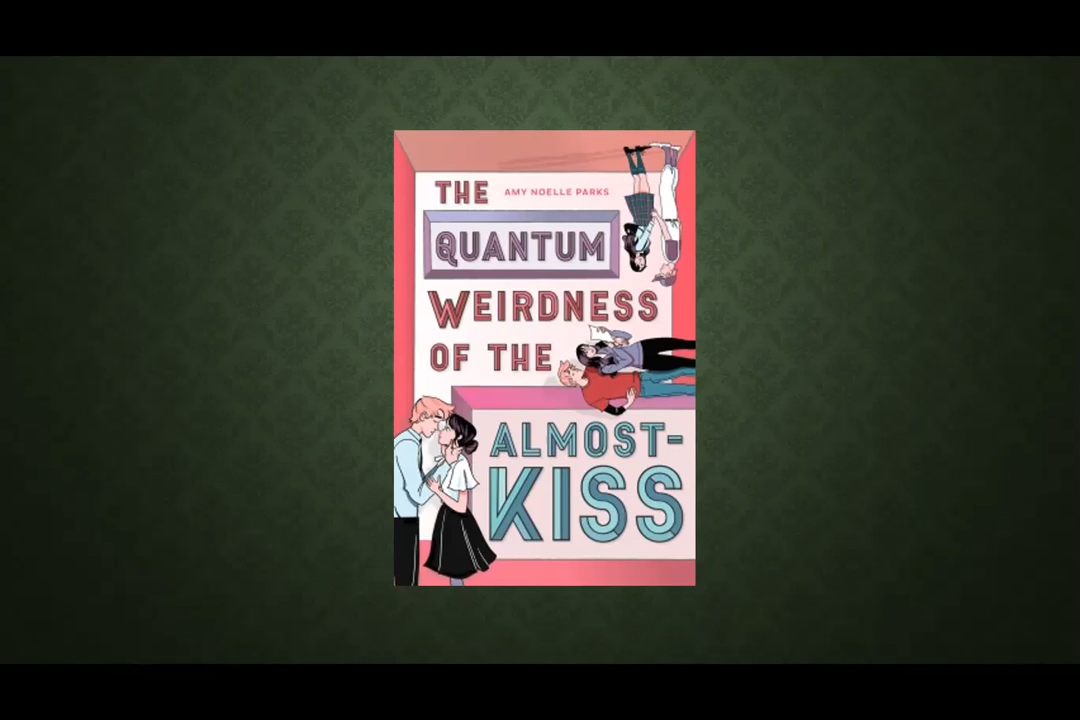 THE
AMY NOELLE PARKS
QUANTUM
WEIRDNESS
OF THE
ALMOST-
KISS